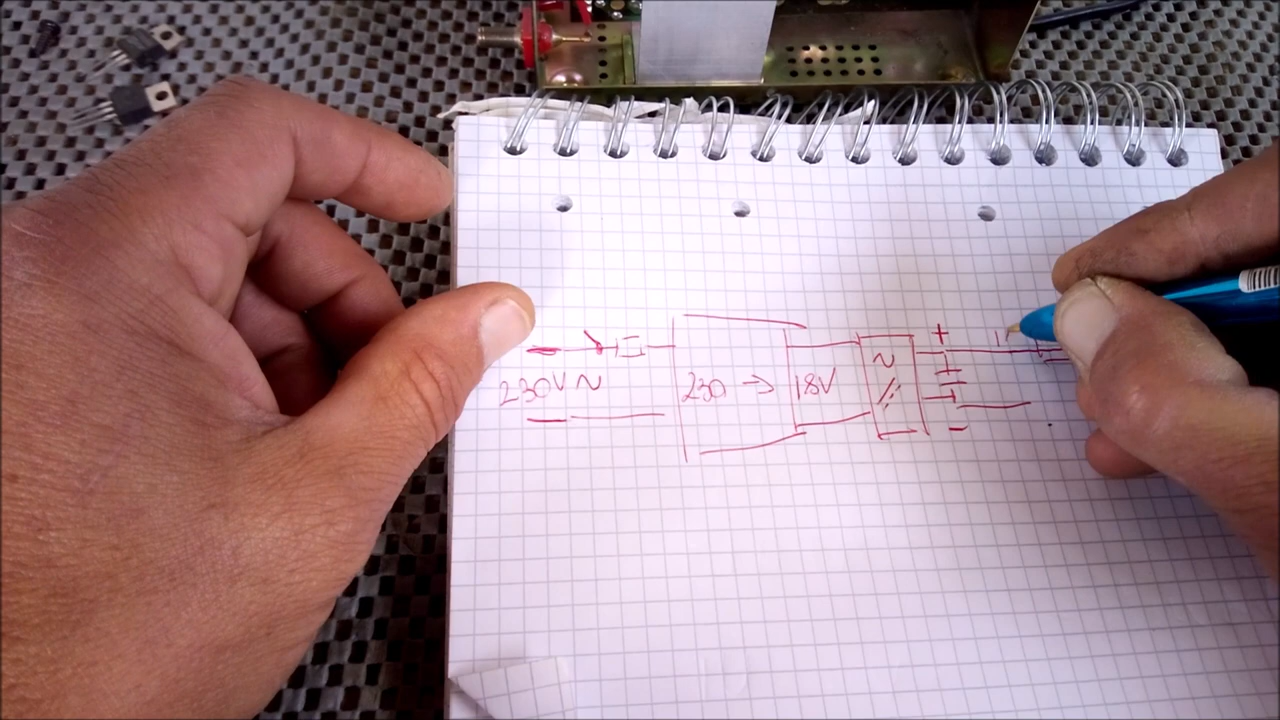 230V ~ 230 → 18V ~ +
-